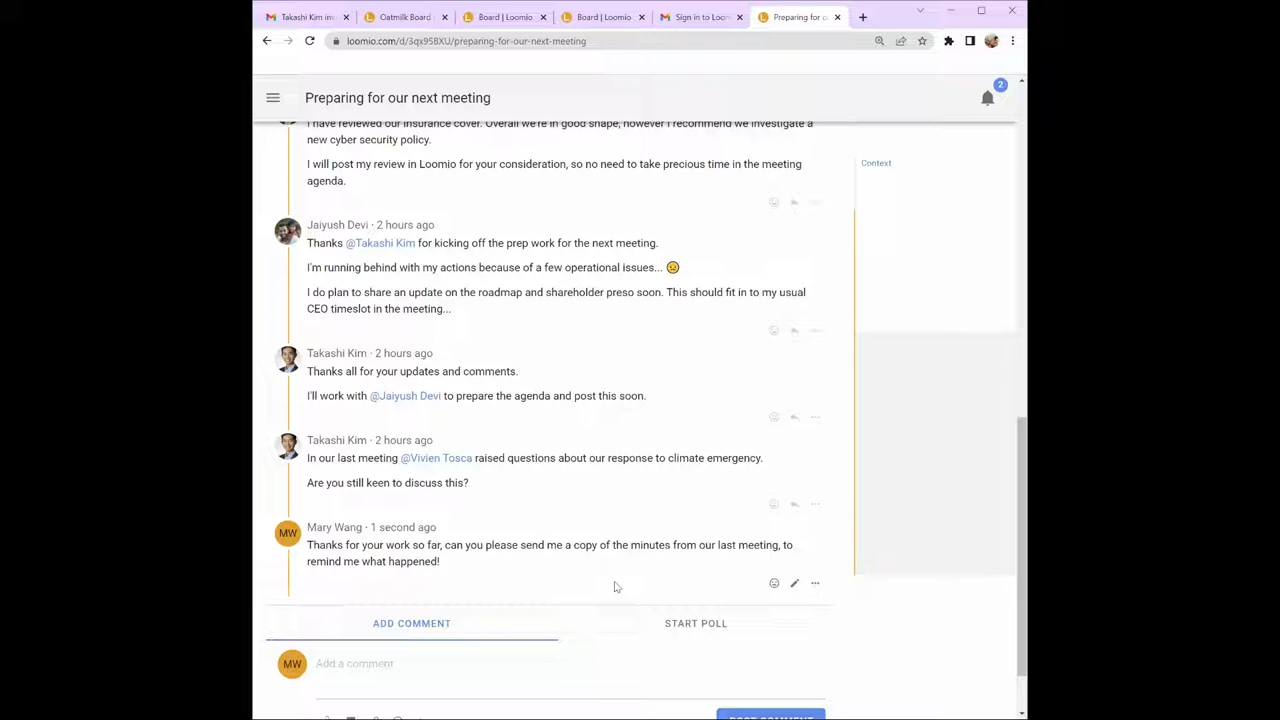 Takashi Kim in
Oatmilk Board
Board | Loomio
Board | Loomio
Sign in to Loom
Preparing for ou
loomio.com/d/3qx95BXU/preparing-for-our-next-meeting
Preparing for our next meeting
2
I have reviewed our insurance cover. Overall we're in good shape, however I recommend we investigate a
new cyber security policy.
Context
I will post my review in Loomio for your consideration, so no need to take precious time in the meeting
agenda.
Jaiyush Devi · 2 hours ago
Thanks @Takashi Kim for kicking off the prep work for the next meeting.
I'm running behind with my actions because of a few operational issues...
I do plan to share an update on the roadmap and shareholder preso soon. This should fit in to my usual
CEO timeslot in the meeting...
Takashi Kim · 2 hours ago
Thanks all for your updates and comments.
I'll work with @Jaiyush Devi to prepare the agenda and post this soon.
Takashi Kim · 2 hours ago
In our last meeting @Vivien Tosca raised questions about our response to climate emergency.
Are you still keen to discuss this?
MW
Mary Wang · 1 second ago
Thanks for your work so far, can you please send me a copy of the minutes from our last meeting, to
remind me what happened!
ADD COMMENT
START POLL
MW
Add a comment
POST COMMENT